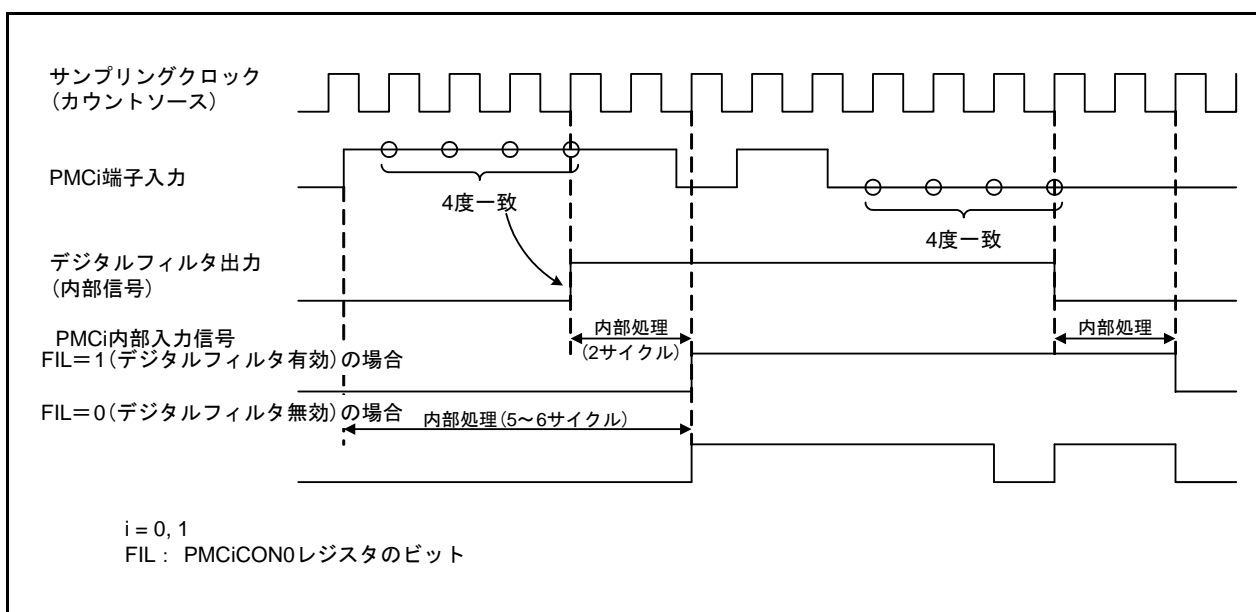 サンプリングクロック
(カウントソース)
PMCi端子入力
4度一致
4度一致
デジタルフィルタ出力
(内部信号)
PMCi内部入力信号
内部処理
(2サイクル)
内部処理
FIL＝1(デジタルフィルタ有効)の場合
FIL＝0(デジタルフィルタ無効)の場合
内部処理(5～6サイクル)
i = 0, 1
FIL： PMCiCON0レジスタのビット